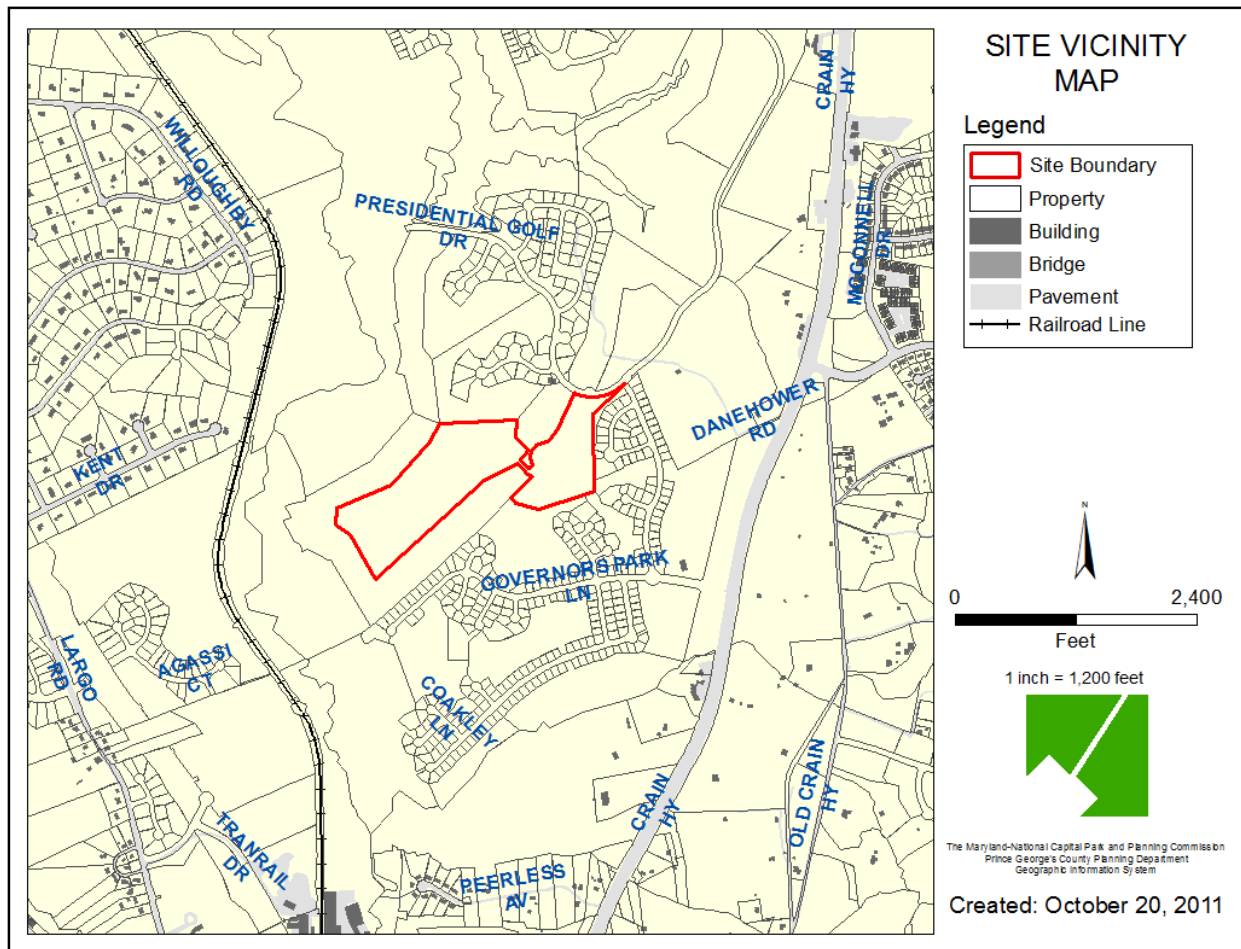 SITE VICINITY
MAP
Legend
Site Boundary
Property
Building
Bridge
Pavement
Railroad Line
N
0 2,400
Feet
1 inch = 1,200 feet
The Maryland-National Capital Park and Planning Commission
Prince George's County Planning Department
Geographic Information System
Created: October 20, 2011
CRAIN
HY
WILLOUGHBY
RD
MCCONNELL
DR
PRESIDENTIAL GOLF
DR
DANEHOWER
RD
KENT
DR
GOVERNORS PARK
LN
LARGO
RD
AGASSI
CT
COAKLEY
LN
CRAIN
HY
OLD CRAIN
HY
TRANRAIL
DR
PEERLESS
AV